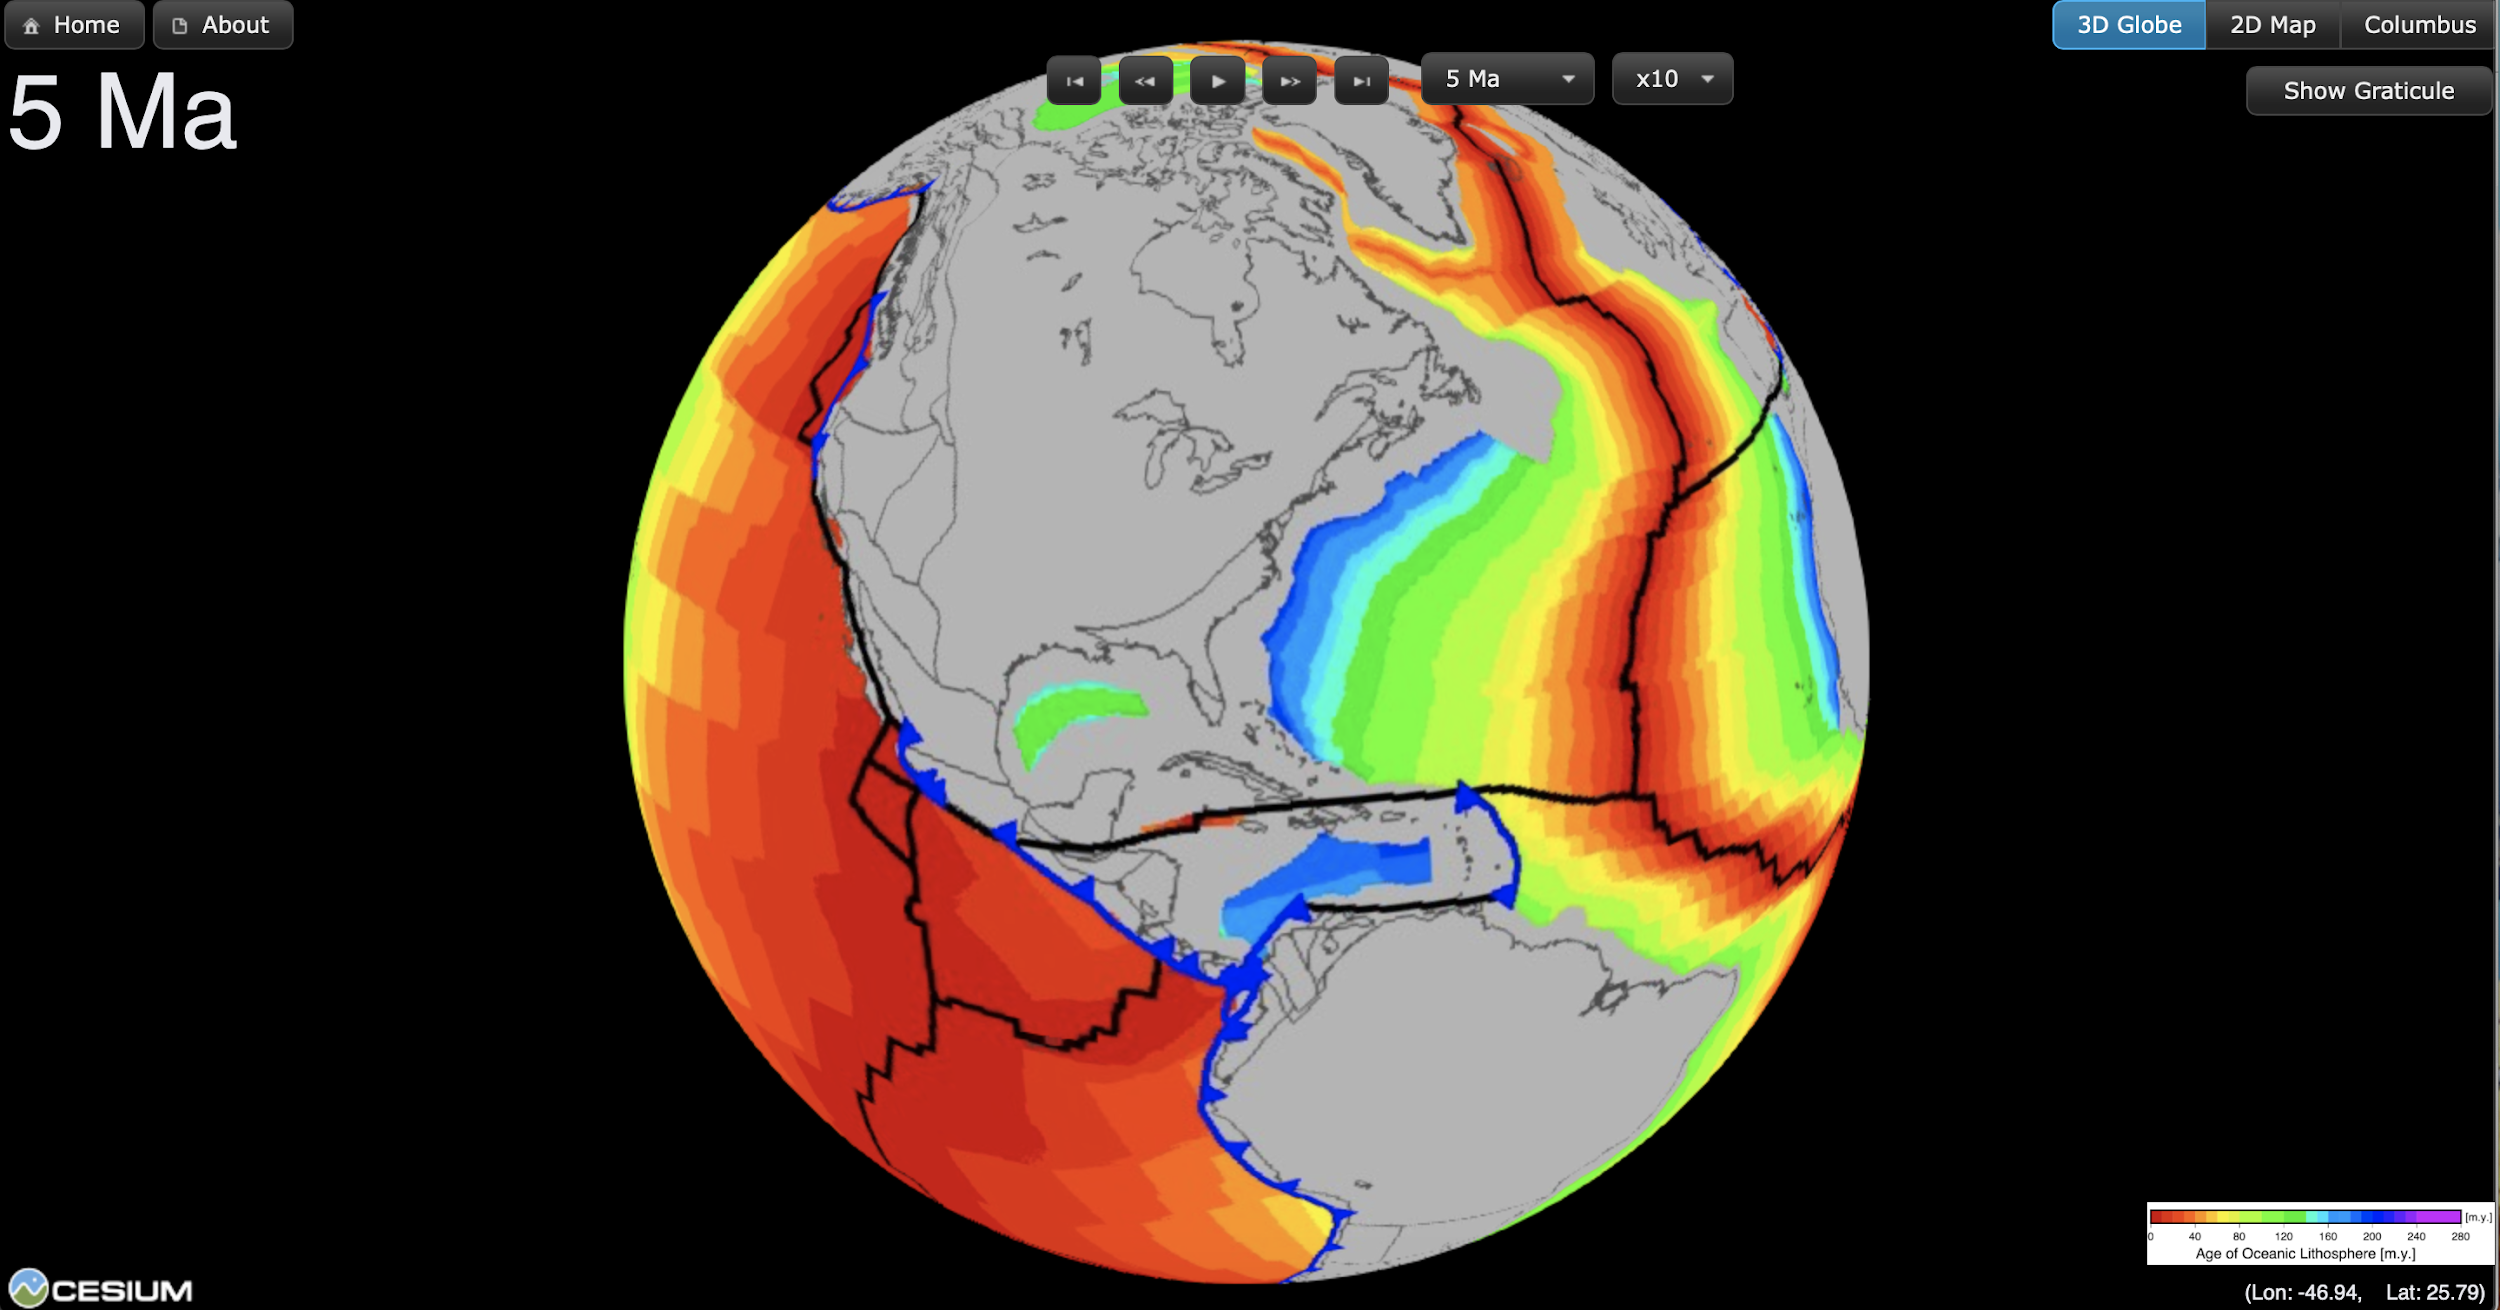 Home
About
3D Globe
2D Map
Columbus
5 Ma
5 Ma
x10
Show Graticule
[m.y.]
0 40 80 120 160 200 240 280
Age of Oceanic Lithosphere [m.y.]
CESIUM
(Lon: -46.94, Lat: 25.79)